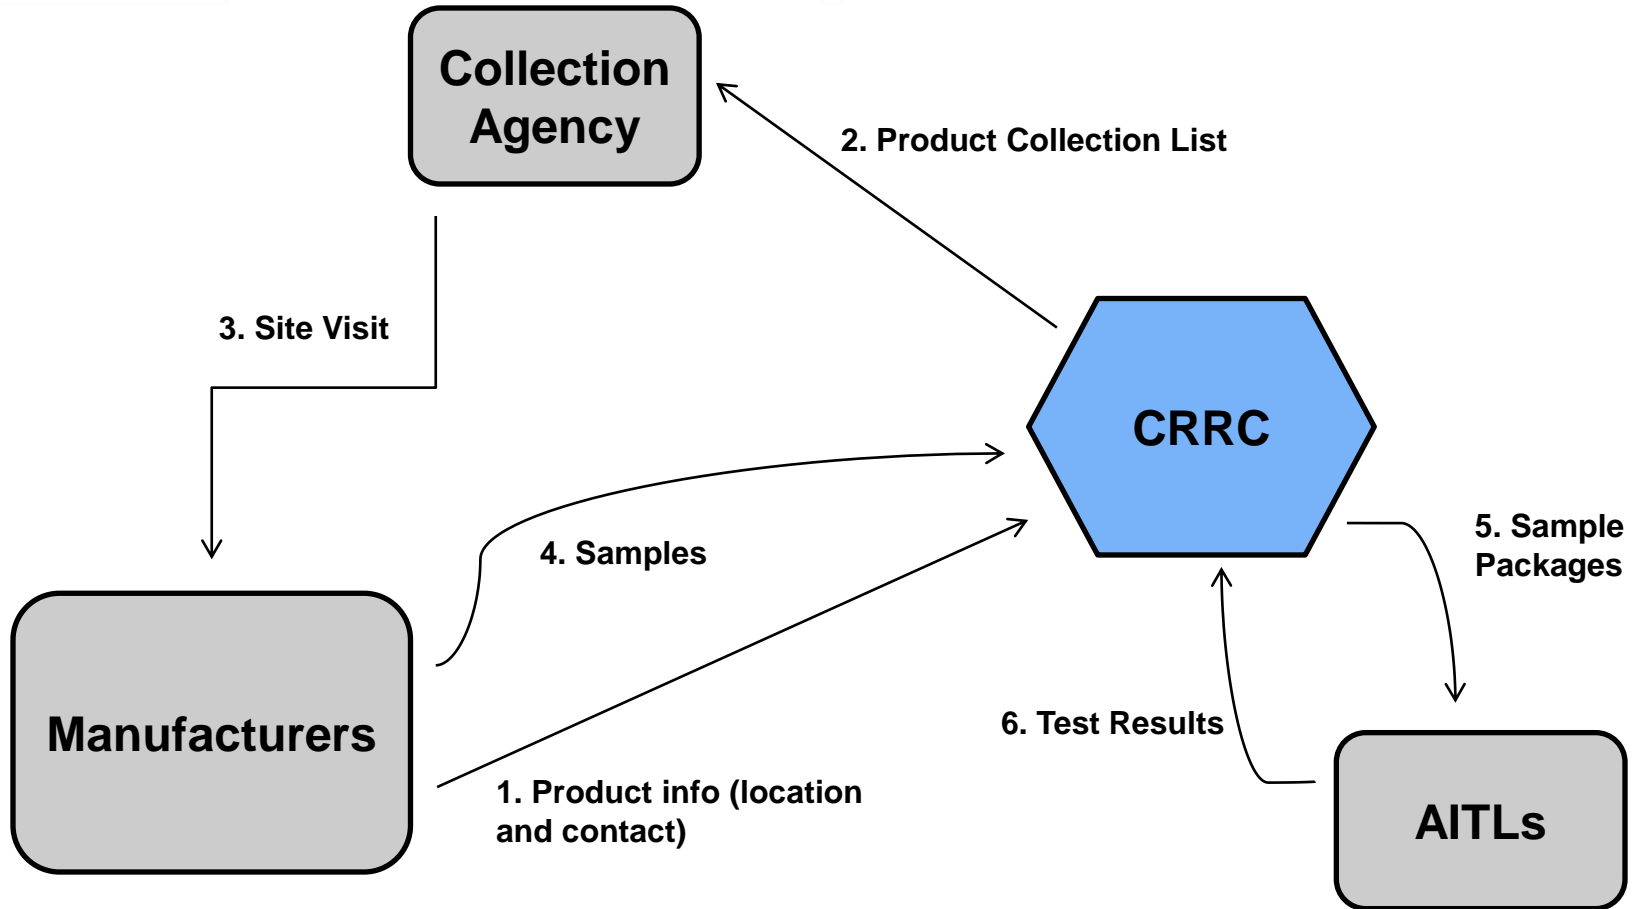 Collection
Agency
2. Product Collection List
3. Site Visit
CRRC
4. Samples
5. Sample
Packages
Manufacturers
6. Test Results
1. Product info (location
and contact)
AITLs